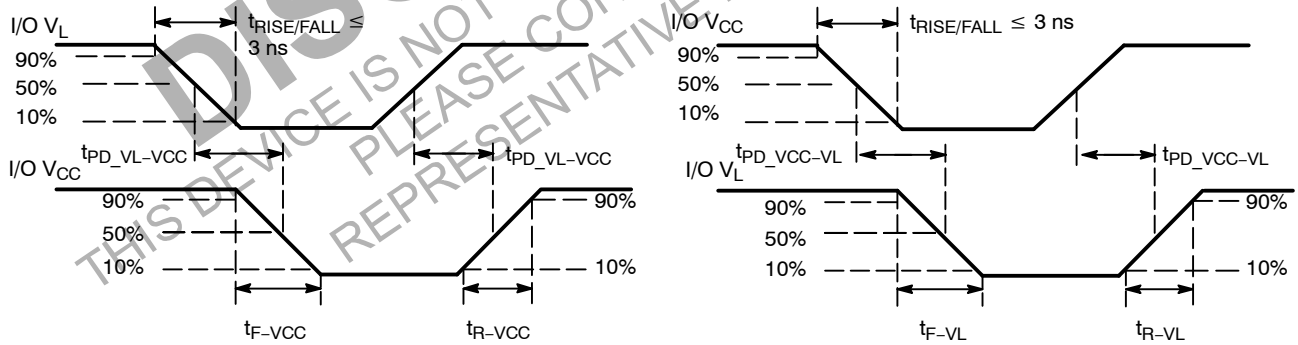 I/O VL
tRISE/FALL ≤
3 ns
90%
50%
10%
tPD_VL–VCC
tPD_VL–VCC
I/O VCC
90%
90%
50%
10%
10%
tF–VCC
tR–VCC
I/O VCC
tRISE/FALL ≤ 3 ns
90%
50%
10%
tPD_VCC–VL
tPD_VCC–VL
I/O VL
90%
90%
50%
10%
10%
tF–VL
tR–VL
THIS DEVICE IS NOT
PLEASE
REPRESENTATIVE